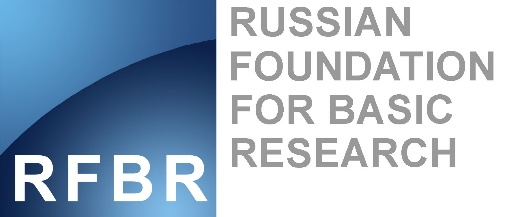 RFBR
RUSSIAN
FOUNDATION
FOR BASIC
RESEARCH